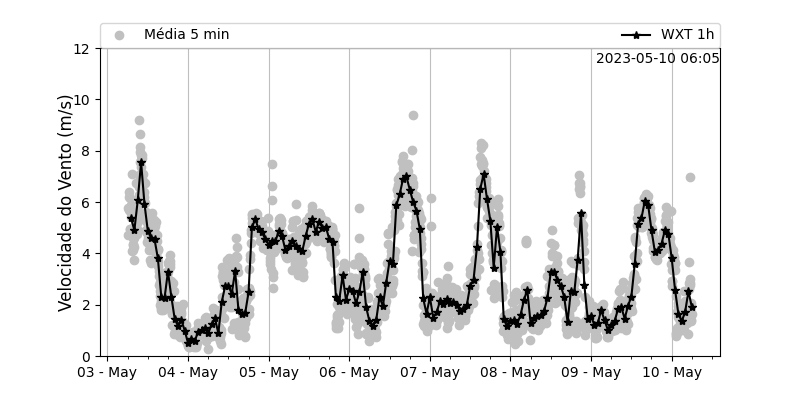 Média 5 min
WXT 1h
2023-05-10 06:05
Velocidade do Vento (m/s)
12
10
8
6
4
2
0
03 - May
04 - May
05 - May
06 - May
07 - May
08 - May
09 - May
10 - May